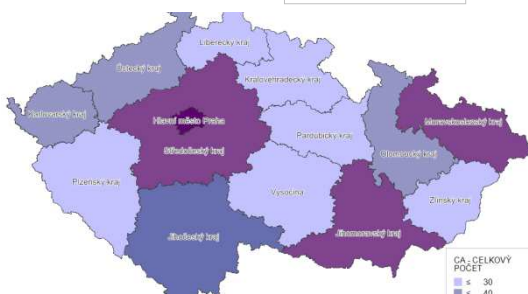 Liberecký kraj
Ústecký kraj
Královéhradecký kraj
Karlovarský kraj
Hlavní město Praha
Moravskoslezský kraj
Pardubický kraj
Středočeský kraj
Olomoucký kraj
Plzeňský kraj
Vysočina
Zlínský kraj
Jihočeský kraj
Jihomoravský kraj
CA - CELKOVÝ
POČET
≤ 30
≤ 40